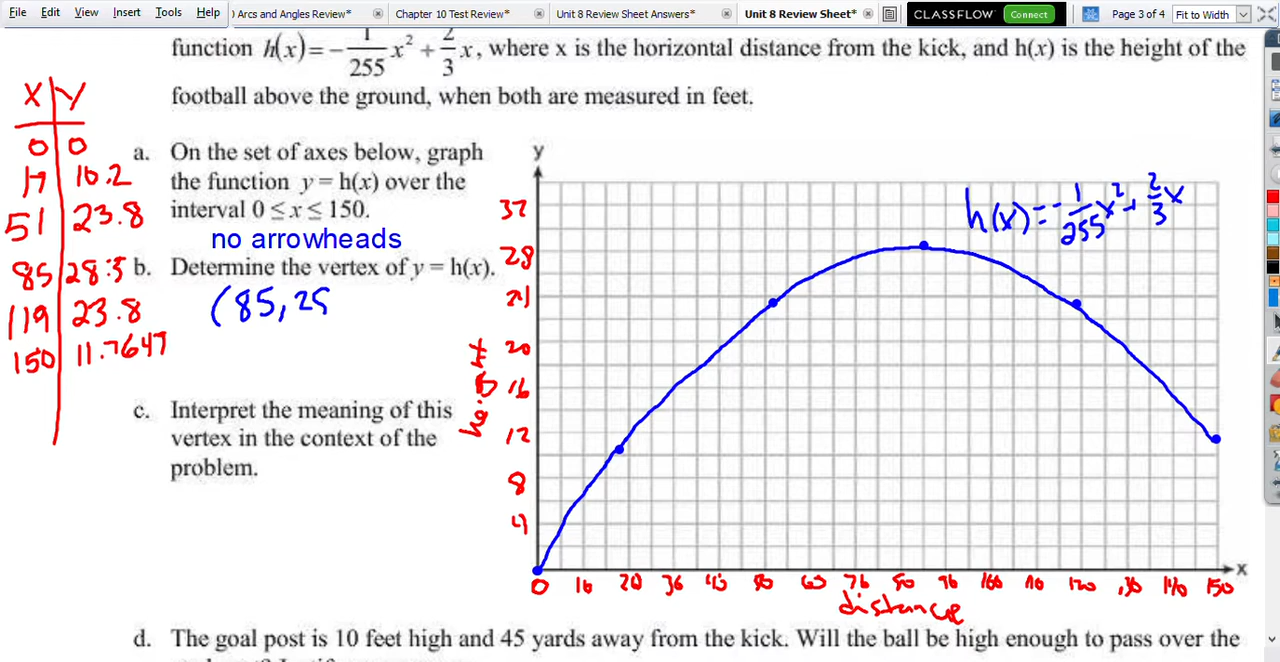 File Edit View Insert Tools Help ) Arcs and Angles Review* Chapter 10 Test Review* Unit 8 Review Sheet Answers* Unit 8 Review Sheet* CLASSFLOW Connect Page 3 of 4 Fit to Width
function h(x) = -1/255 x² + 2/3 x, where x is the horizontal distance from the kick, and h(x) is the height of the
football above the ground, when both are measured in feet.
X Y
0 0
17 10.2
51 23.8
85 28.3
119 23.8
150 11.7647
a. On the set of axes below, graph
the function y = h(x) over the
interval 0 ≤ x ≤ 150.
no arrowheads
b. Determine the vertex of y = h(x).
(85, 25
c. Interpret the meaning of this
vertex in the context of the
problem.
y
h(x) = -1/255 x² + 2/3 x
28
20
16
12
8
4
height
0 10 20 120 140 150
x
distance
d. The goal post is 10 feet high and 45 yards away from the kick. Will the ball be high enough to pass over the